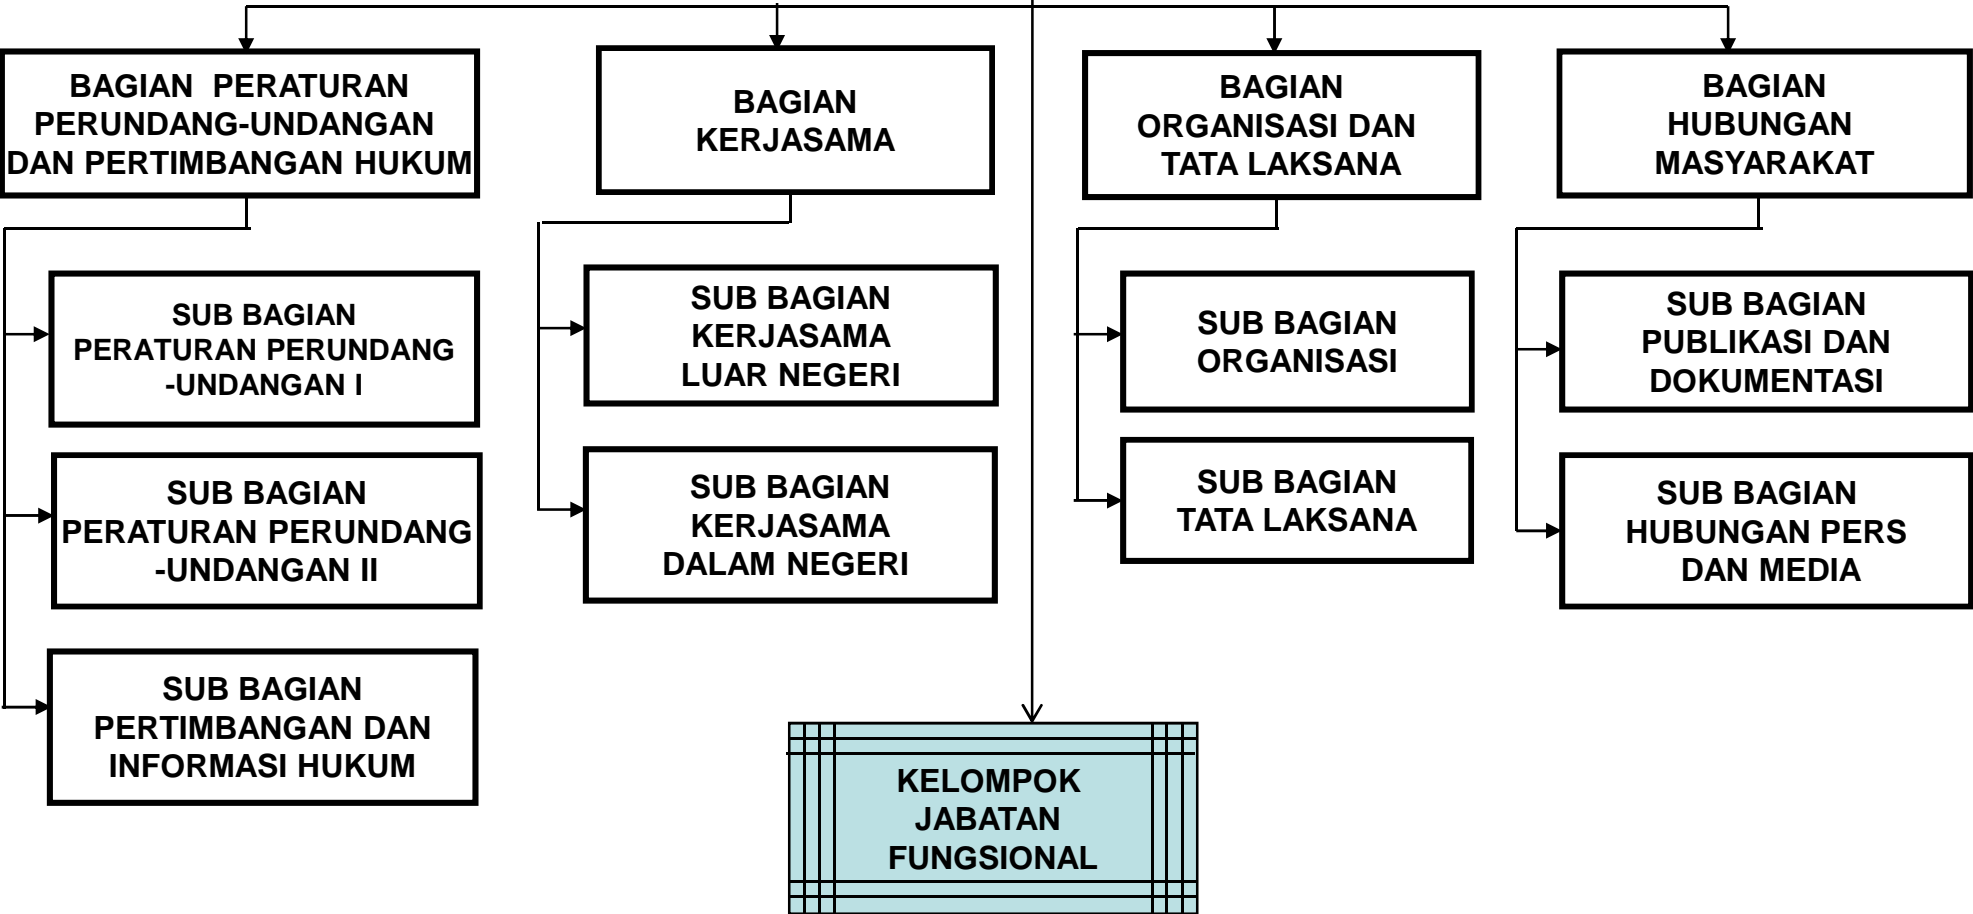 BAGIAN PERATURAN
PERUNDANG-UNDANGAN
DAN PERTIMBANGAN HUKUM
BAGIAN
KERJASAMA
BAGIAN
ORGANISASI DAN
TATA LAKSANA
BAGIAN
HUBUNGAN
MASYARAKAT
SUB BAGIAN
PERATURAN PERUNDANG
-UNDANGAN I
SUB BAGIAN
KERJASAMA
LUAR NEGERI
SUB BAGIAN
ORGANISASI
SUB BAGIAN
PUBLIKASI DAN
DOKUMENTASI
SUB BAGIAN
PERATURAN PERUNDANG
-UNDANGAN II
SUB BAGIAN
KERJASAMA
DALAM NEGERI
SUB BAGIAN
TATA LAKSANA
SUB BAGIAN
HUBUNGAN PERS
DAN MEDIA
SUB BAGIAN
PERTIMBANGAN DAN
INFORMASI HUKUM
KELOMPOK
JABATAN
FUNGSIONAL